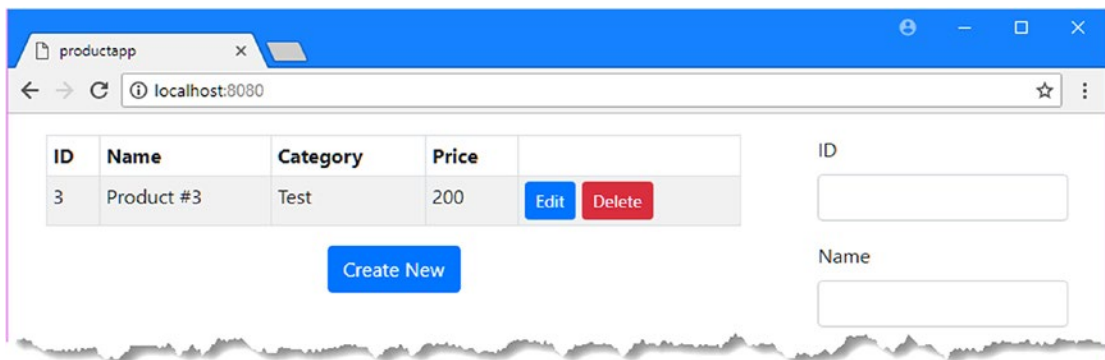 productapp
localhost:8080
ID Name Category Price
3 Product #3 Test 200 Edit Delete
Create New
ID
Name